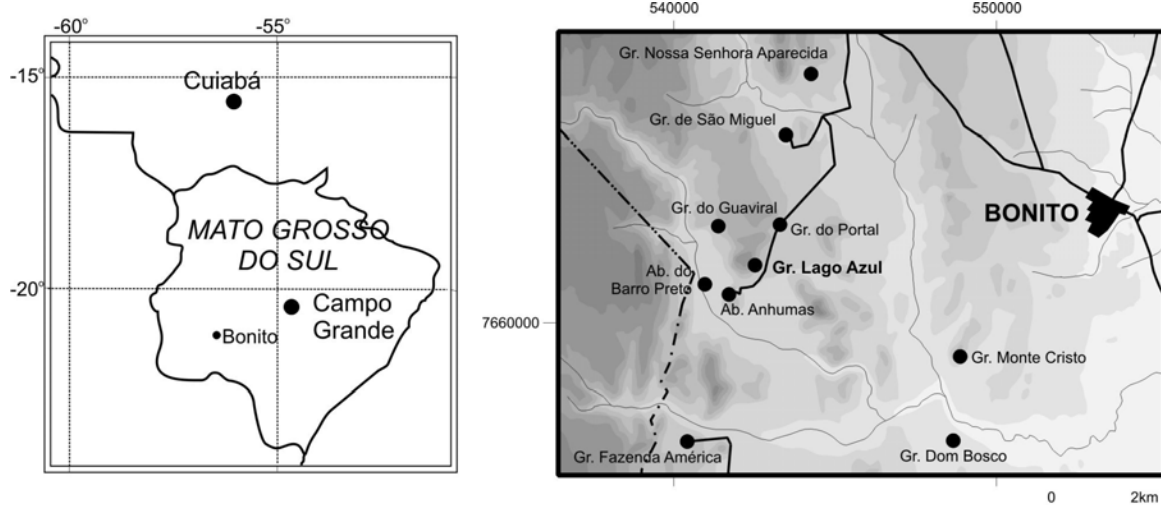 -60°
-55°
-15°
Cuiabá
MATO GROSSO
DO SUL
-20°
Campo
Grande
Bonito
540000
550000
Gr. Nossa Senhora Aparecida
Gr. de São Miguel
BONITO
Gr. do Guaviral
Gr. do Portal
Gr. Lago Azul
Ab. do
Barro Preto
Ab. Anhumas
7660000
Gr. Monte Cristo
Gr. Fazenda América
Gr. Dom Bosco
0
2km